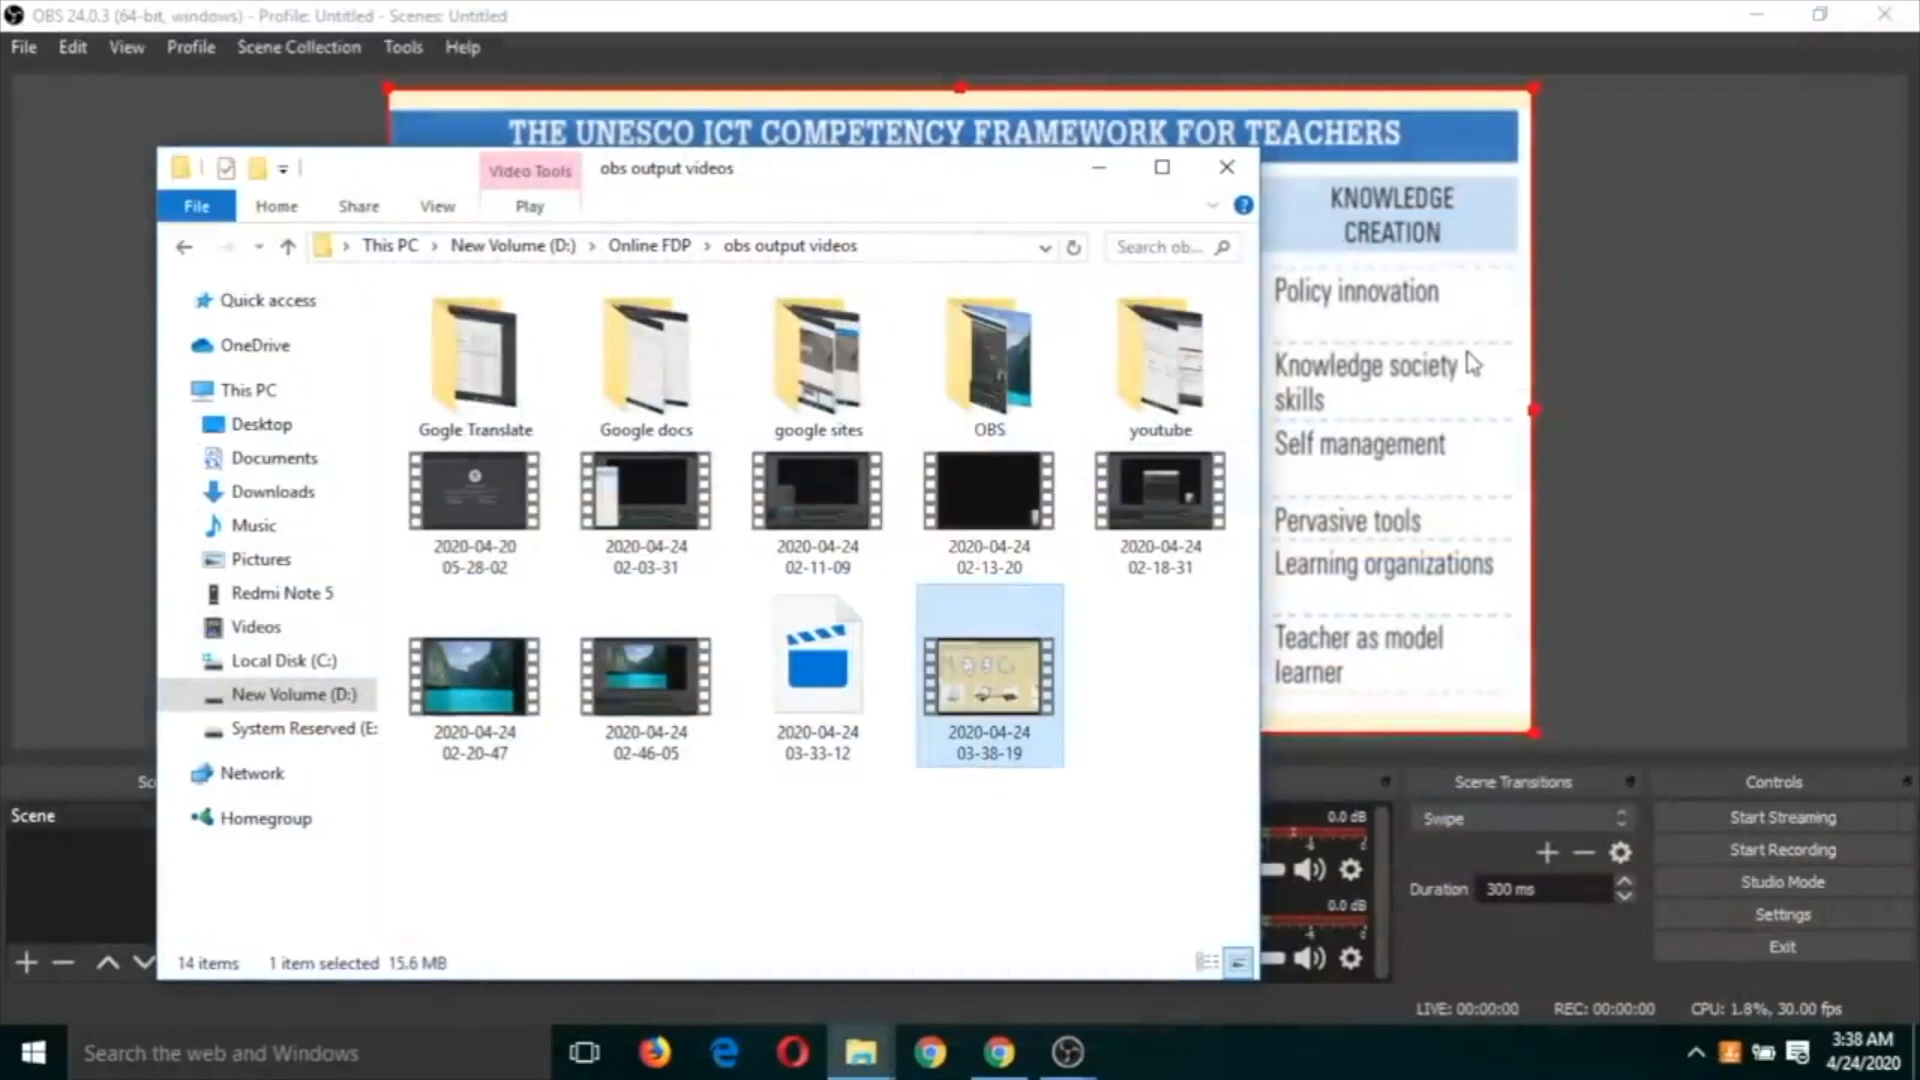 OBS 24.0.3 (64-bit, windows) - Profile: Untitled - Scenes: Untitled
File Edit View Profile Scene Collection Tools Help
THE UNESCO ICT COMPETENCY FRAMEWORK FOR TEACHERS
KNOWLEDGE
CREATION
Policy innovation
Knowledge society
skills
Self management
Pervasive tools
Learning organizations
Teacher as model
learner
Video Tools obs output videos
File Home Share View Play
This PC New Volume (D:) Online FDP obs output videos
Search ob...
Quick access
OneDrive
This PC
Desktop
Documents
Downloads
Music
Pictures
Redmi Note 5
Videos
Local Disk (C:)
New Volume (D:)
System Reserved (E:
Network
Homegroup
Gogle Translate Google docs google sites OBS youtube
2020-04-20 2020-04-24 2020-04-24 2020-04-24 2020-04-24
05-28-02 02-03-31 02-11-09 02-13-20 02-18-31
2020-04-24 2020-04-24 2020-04-24 2020-04-24
02-20-47 02-46-05 03-33-12 03-38-19
14 items 1 item selected 15.6 MB
Scene
0.0 dB
0.0 dB
Scene Transitions
Swipe
Duration 300 ms
Controls
Start Streaming
Start Recording
Studio Mode
Settings
Exit
LIVE: 00:00:00 REC: 00:00:00 CPU: 1.8%, 30.00 fps
Search the web and Windows
3:38 AM
4/24/2020